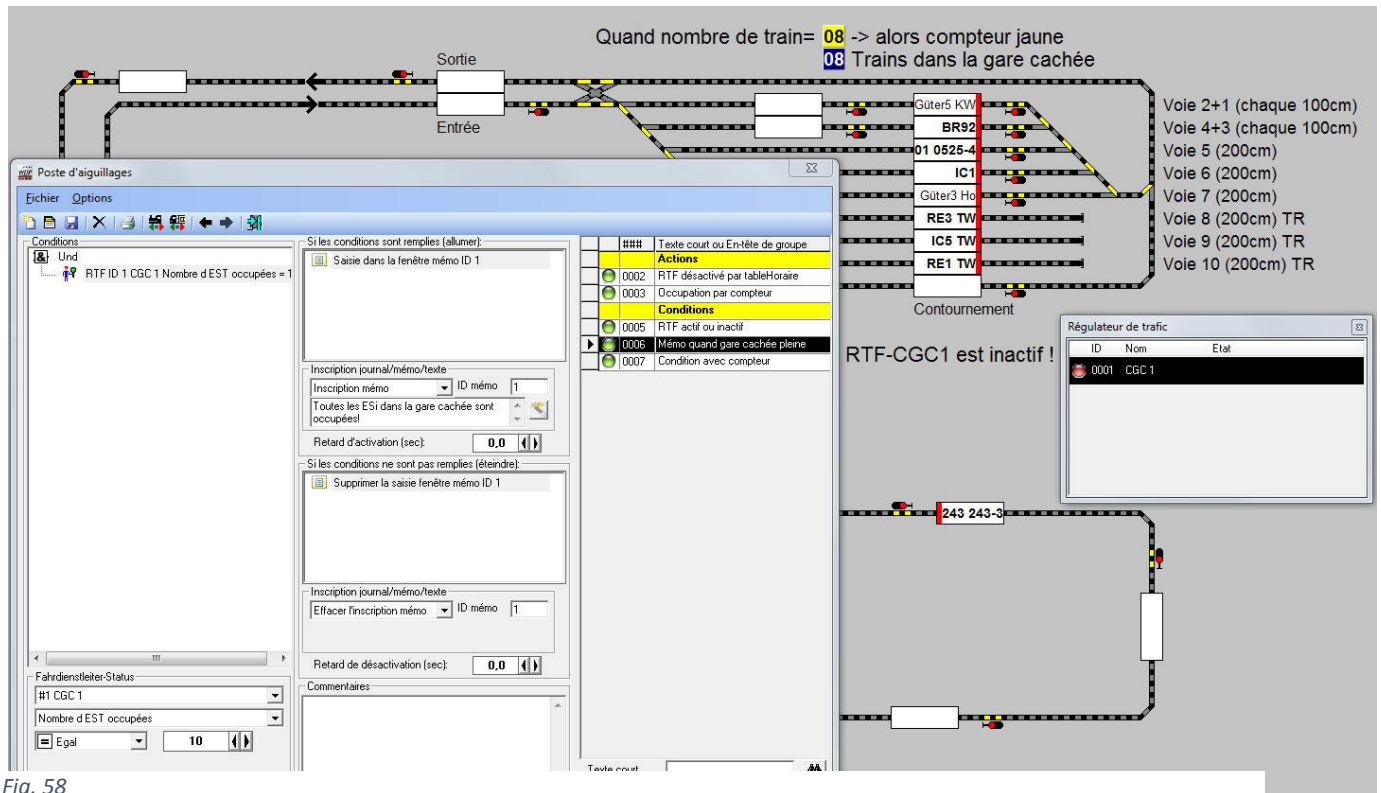 Quand nombre de train= 08 -> alors compteur jaune
08 Trains dans la gare cachée
Sortie
Entrée
Güter5 KW
BR92
01 0525-4
IC1
Güter3 Ho
RE3 TW
IC5 TW
RE1 TW
Contournement
Voie 2+1 (chaque 100cm)
Voie 4+3 (chaque 100cm)
Voie 5 (200cm)
Voie 6 (200cm)
Voie 7 (200cm)
Voie 8 (200cm) TR
Voie 9 (200cm) TR
Voie 10 (200cm) TR
Poste d'aiguillages
Fichier Options
Conditions
& Und
RTF ID 1 CGC 1 Nombre d EST occupées = 1
Fahrdienstleiter-Status
#1 CGC 1
Nombre d EST occupées
= Egal 10
Si les conditions sont remplies (allumer):
Saisie dans la fenêtre mémo ID 1
Inscription journal/mémo/texte
Inscription mémo ID mémo 1
Toutes les ESi dans la gare cachée sont
occupées!
Retard d'activation (sec): 0,0
Si les conditions ne sont pas remplies (éteindre):
Supprimer la saisie fenêtre mémo ID 1
Inscription journal/mémo/texte
Effacer l'inscription mémo ID mémo 1
Retard de désactivation (sec): 0,0
Commentaires
### Texte court ou En-tête de groupe
Actions
0002 RTF désactivé par tableHoraire
0003 Occupation par compteur
Conditions
0005 RTF actif ou inactif
0006 Mémo quand gare cachée pleine
0007 Condition avec compteur
Texte court
RTF-CGC1 est inactif !
Régulateur de trafic
ID Nom Etat
0001 CGC 1
243 243-3
Fig. 58